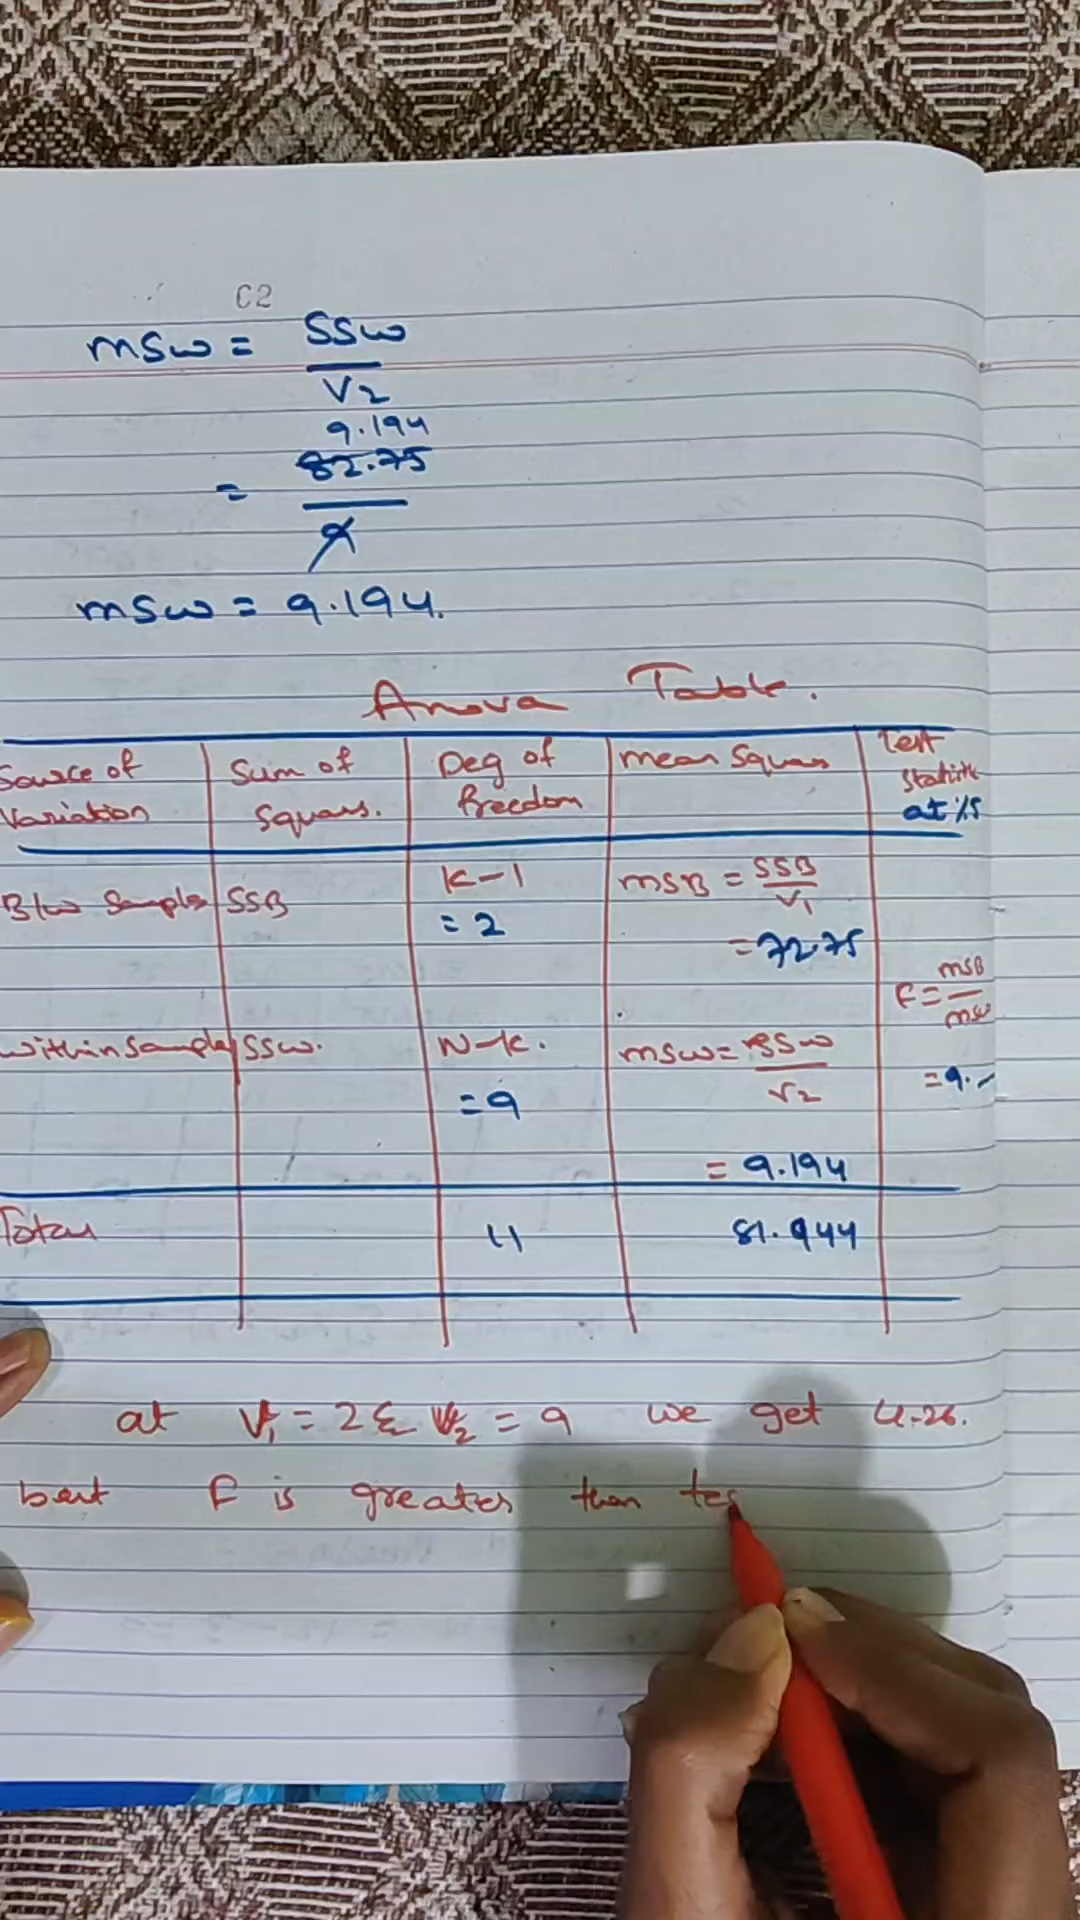 C2
MSW = SSW
V2
9.194
= 82.75
9
MSW = 9.194.
Anova Table.
Source of Variation
Sum of Squares.
Deg of freedom
mean Squares
Test Statistic at %5
B/w Samples
SSB
K-1
= 2
MSB = SSB
V1
= 72.75
F = MSB
MSW
= 9.
Within Samples
SSW.
N-K.
= 9
MSW = SSW
V2
= 9.194
Total
11
81.944
at V1 = 2 & V2 = 9 we get 4.26.
but F is greater than tes